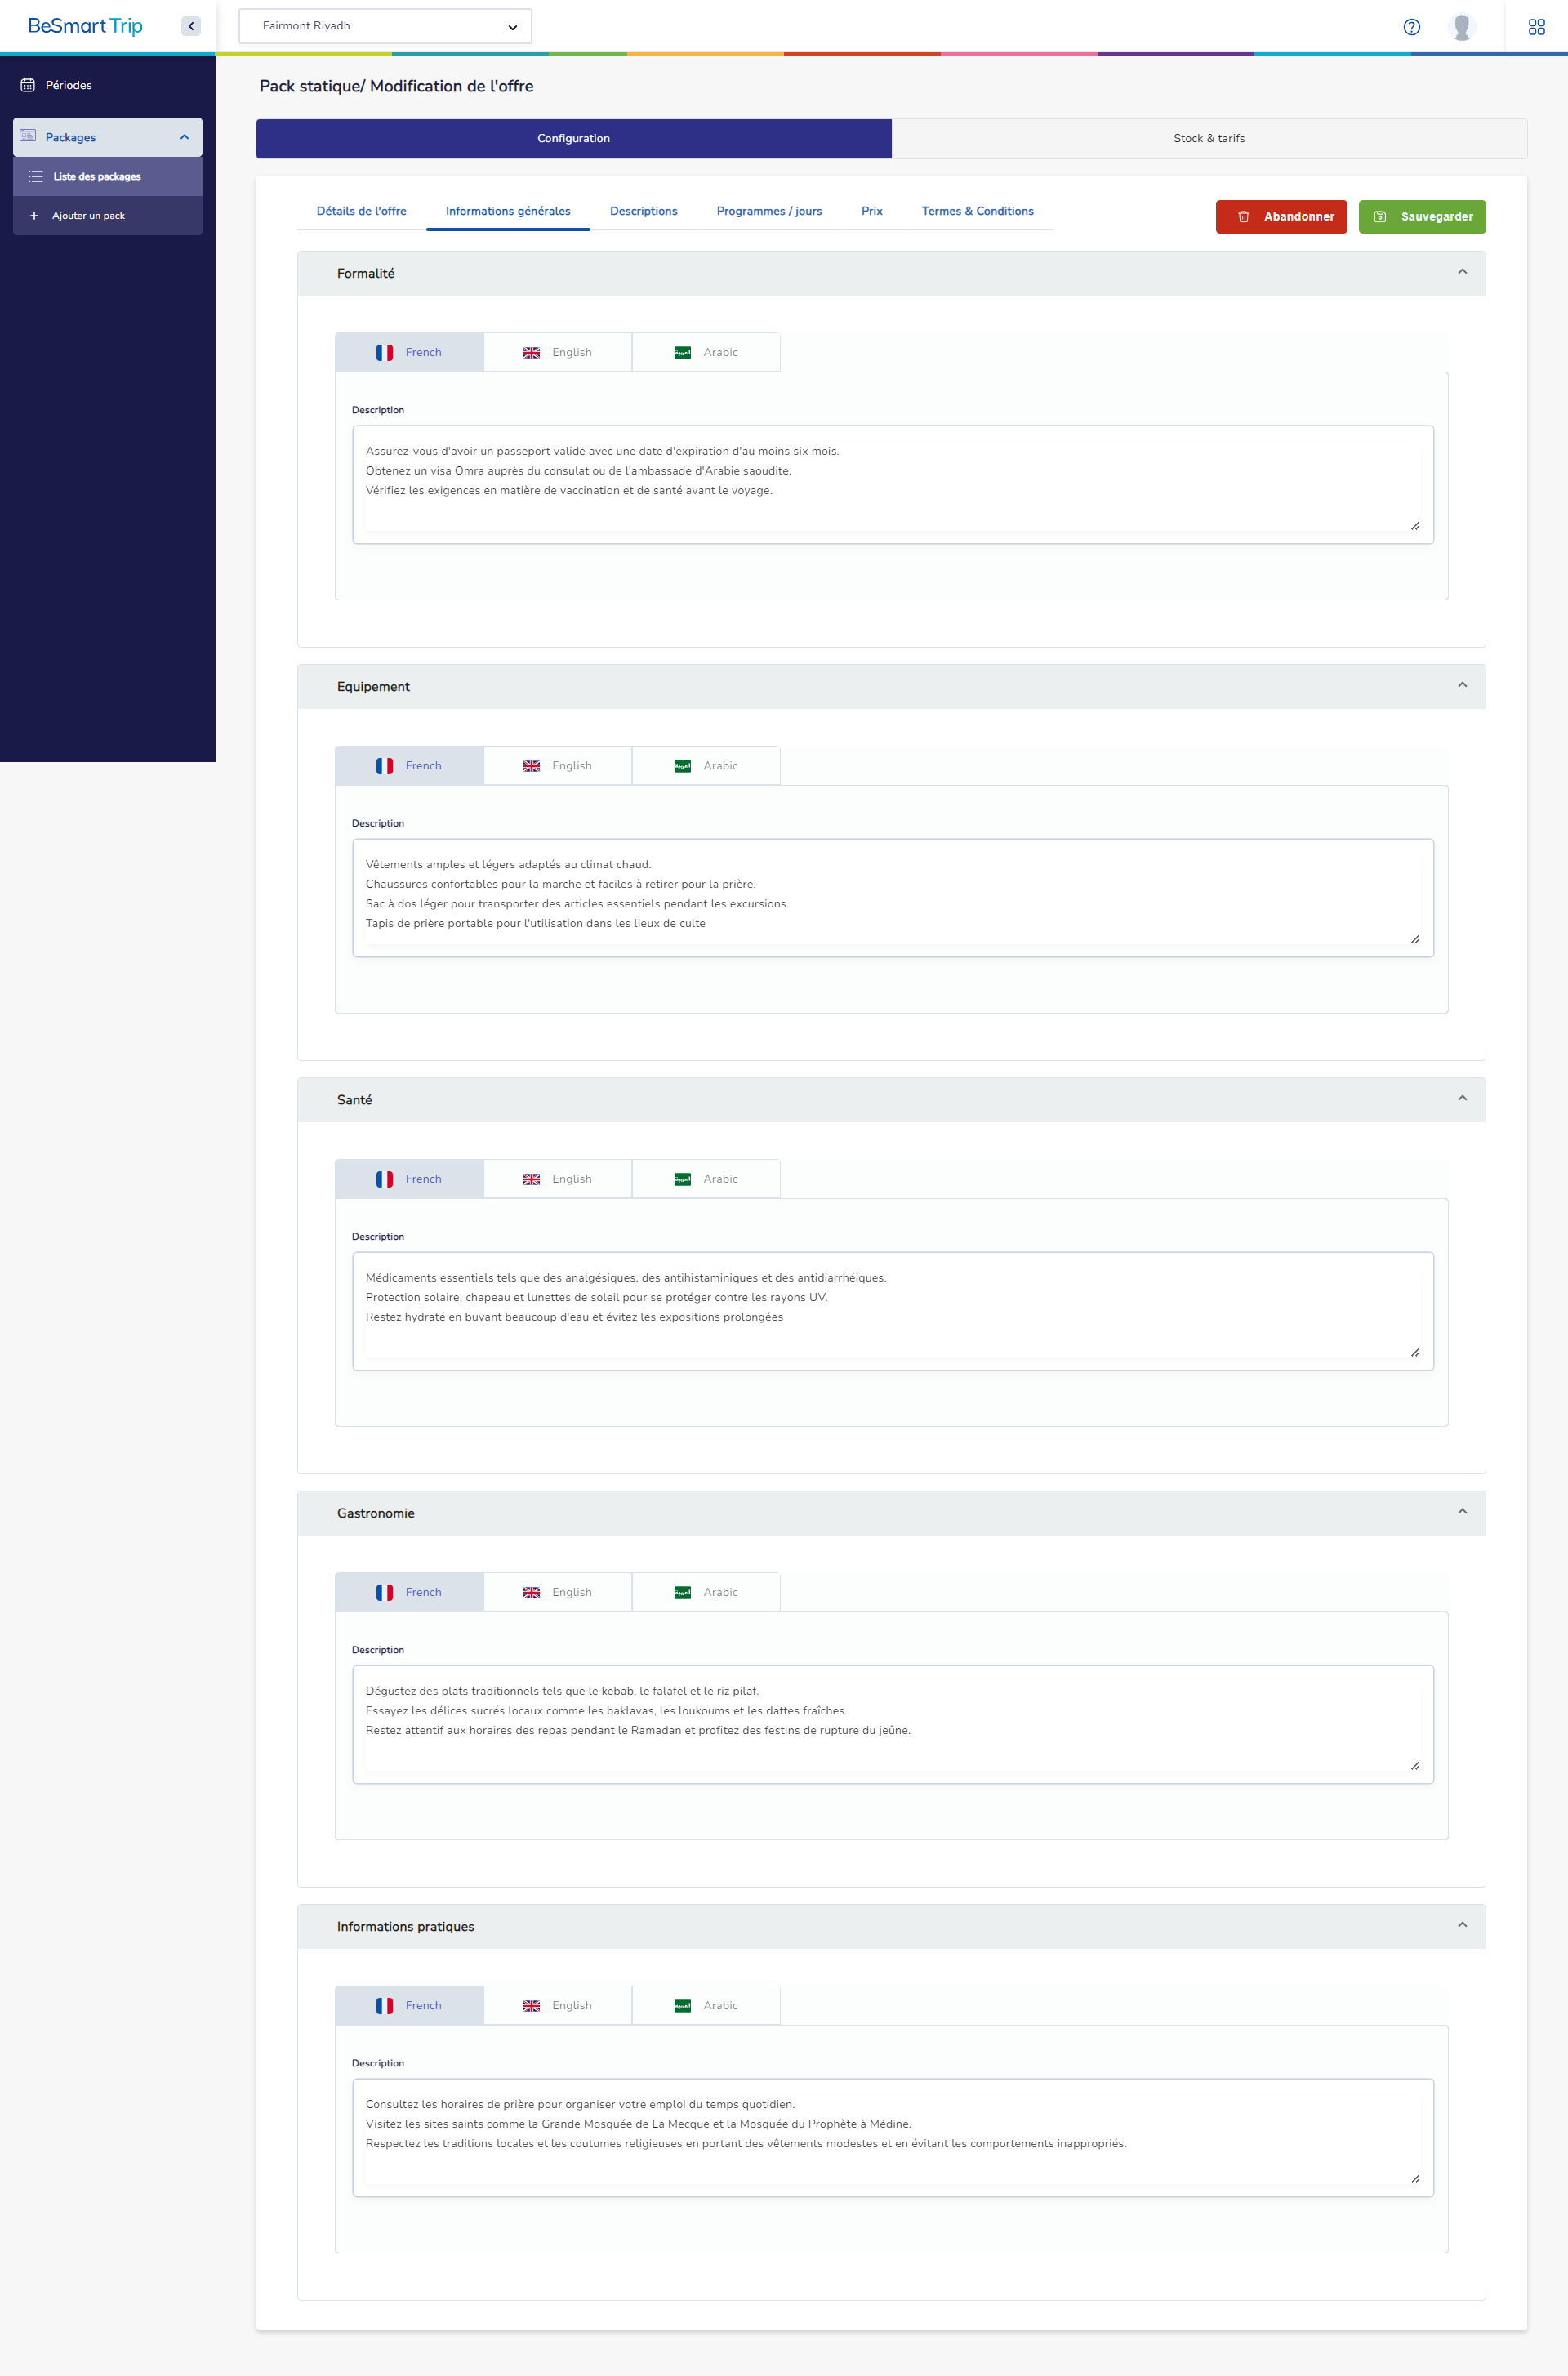 BeSmart Trip
Fairmont Riyadh
Périodes
Packages
Liste des packages
+ Ajouter un pack
Pack statique/ Modification de l'offre
Configuration
Stock & tarifs
Détails de l'offre
Informations générales
Descriptions
Programmes / jours
Prix
Termes & Conditions
Abandonner
Sauvegarder
Formalité
French
English
Arabic
Description
Assurez-vous d'avoir un passeport valide avec une date d'expiration d'au moins six mois.
Obtenez un visa Omra auprès du consulat ou de l'ambassade d'Arabie saoudite.
Vérifiez les exigences en matière de vaccination et de santé avant le voyage.
Equipement
French
English
Arabic
Description
Vêtements amples et légers adaptés au climat chaud.
Chaussures confortables pour la marche et faciles à retirer pour la prière.
Sac à dos léger pour transporter des articles essentiels pendant les excursions.
Tapis de prière portable pour l'utilisation dans les lieux de culte
Santé
French
English
Arabic
Description
Médicaments essentiels tels que des analgésiques, des antihistaminiques et des antidiarrhéiques.
Protection solaire, chapeau et lunettes de soleil pour se protéger contre les rayons UV.
Restez hydraté en buvant beaucoup d'eau et évitez les expositions prolongées
Gastronomie
French
English
Arabic
Description
Dégustez des plats traditionnels tels que le kebab, le falafel et le riz pilaf.
Essayez les délices sucrés locaux comme les baklavas, les loukoums et les dattes fraîches.
Restez attentif aux horaires des repas pendant le Ramadan et profitez des festins de rupture du jeûne.
Informations pratiques
French
English
Arabic
Description
Consultez les horaires de prière pour organiser votre emploi du temps quotidien.
Visitez les sites saints comme la Grande Mosquée de La Mecque et la Mosquée du Prophète à Médine.
Respectez les traditions locales et les coutumes religieuses en portant des vêtements modestes et en évitant les comportements inappropriés.